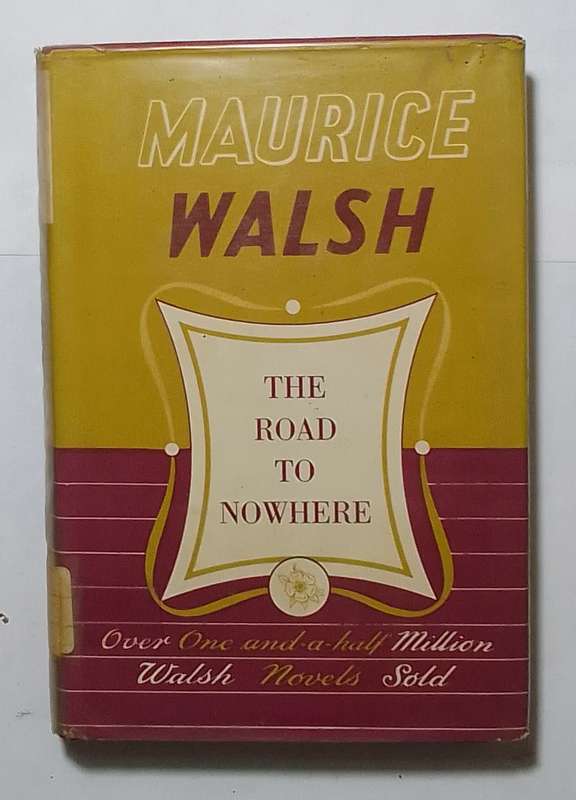 MAURICE
WALSH
THE
ROAD
TO
NOWHERE
Over One and-a-half Million
Walsh Novels Sold